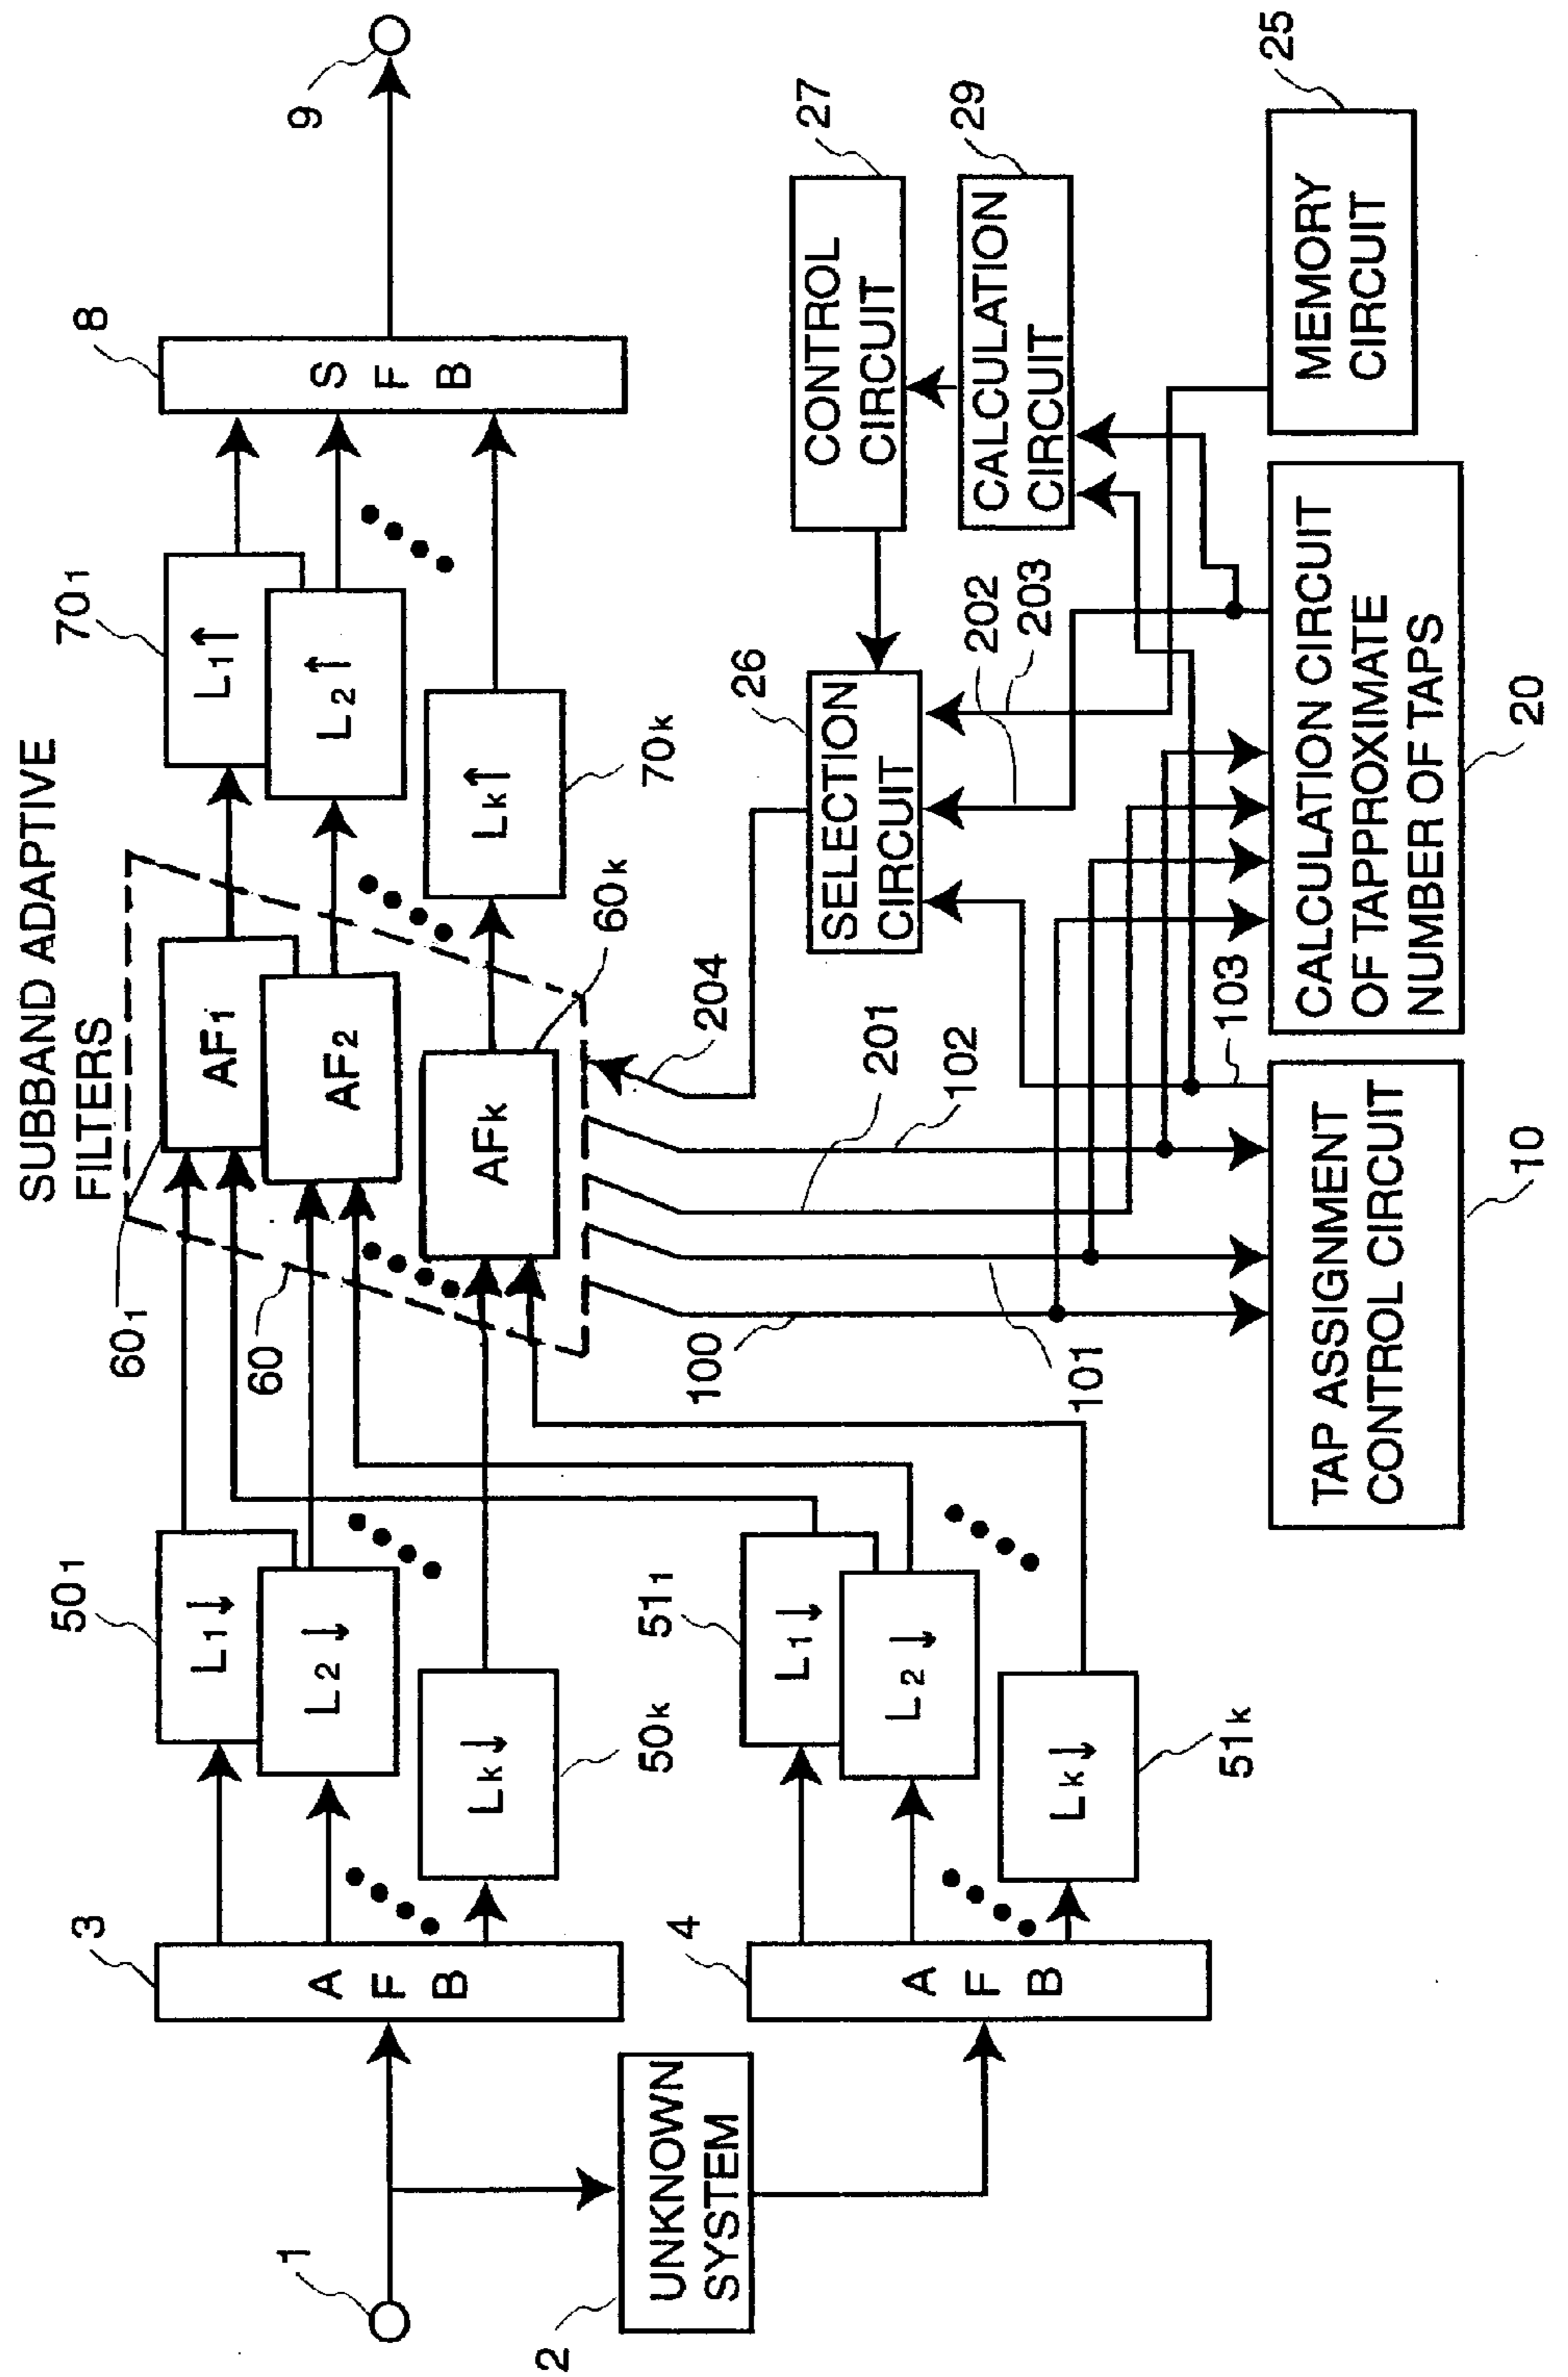 SUBBAND ADAPTIVE
FILTERS
1
2
UNKNOWN
SYSTEM
3
A
F
B
4
A
F
B
50₁
L₁↓
L₂↓
Lₖ↓
50ₖ
51₁
L₁↓
L₂↓
Lₖ↓
51ₖ
60₁
60
AF₁
AF₂
AFₖ
60ₖ
70₁
L₁↑
L₂↑
Lₖ↑
70ₖ
8
S
F
B
9
100
101
201
102
204
103
202
203
26
SELECTION
CIRCUIT
27
CONTROL
CIRCUIT
29
CALCULATION
CIRCUIT
25
MEMORY
CIRCUIT
TAP ASSIGNMENT
CONTROL CIRCUIT
10
CALCULATION CIRCUIT
OF TAPPROXIMATE
NUMBER OF TAPS
20